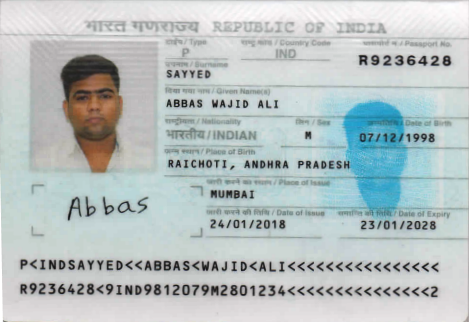 भारत गणराज्य REPUBLIC OF INDIA
टाईप / Type राष्ट्र कोड / Country Code पासपोर्ट न. / Passport No.
P IND R9236428
उपनाम / Surname
SAYYED
दिया गया नाम / Given Name(s)
ABBAS WAJID ALI
राष्ट्रीयता / Nationality लिंग / Sex जन्मतिथि / Date of Birth
भारतीय / INDIAN M 07/12/1998
जन्म स्थान / Place of Birth
RAICHOTI, ANDHRA PRADESH
जारी करने का स्थान / Place of Issue
MUMBAI
Abbas
जारी करने की तिथि / Date of Issue समाप्ति की तिथि / Date of Expiry
24/01/2018 23/01/2028
P<INDSAYYED<<ABBAS<WAJID<ALI<<<<<<<<<<<<<<<<
R9236428<9IND9812079M2801234<<<<<<<<<<<<<<<2